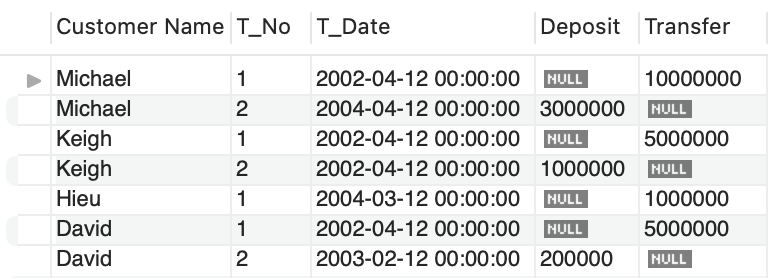 Customer Name T_No T_Date Deposit Transfer
Michael 1 2002-04-12 00:00:00 NULL 10000000
Michael 2 2004-04-12 00:00:00 3000000 NULL
Keigh 1 2002-04-12 00:00:00 NULL 5000000
Keigh 2 2002-04-12 00:00:00 1000000 NULL
Hieu 1 2004-03-12 00:00:00 NULL 1000000
David 1 2002-04-12 00:00:00 NULL 5000000
David 2 2003-02-12 00:00:00 200000 NULL